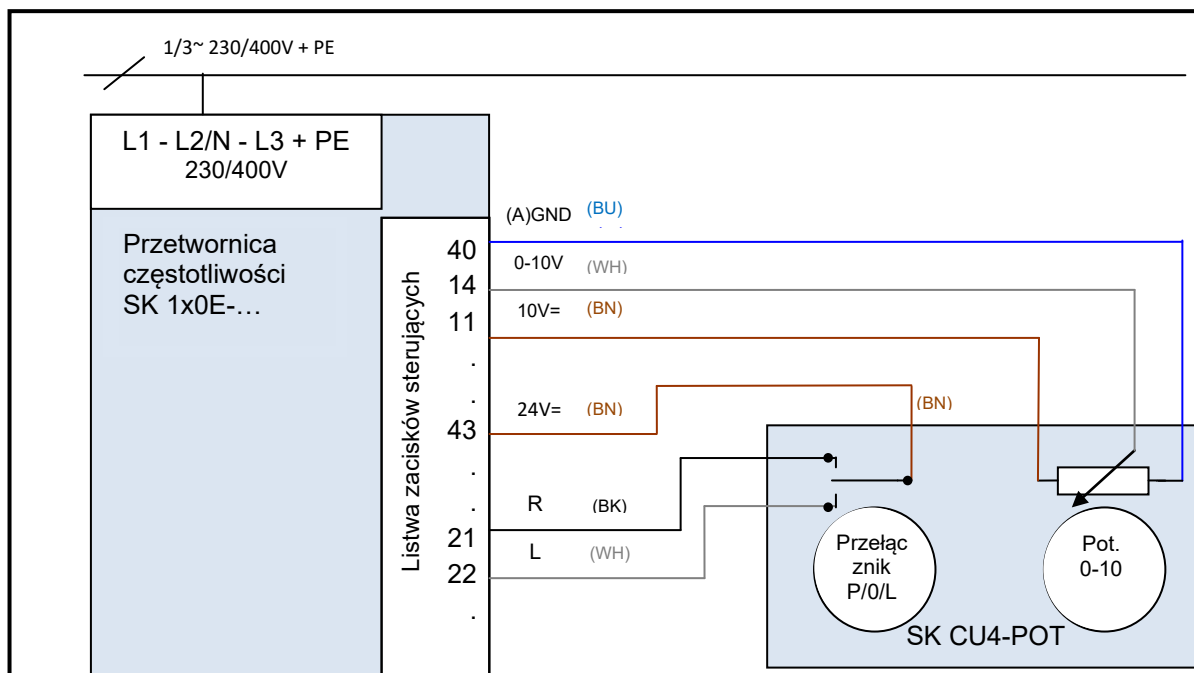 1/3~ 230/400V + PE
L1 - L2/N - L3 + PE
230/400V
Przetwornica
częstotliwości
SK 1x0E-…
Listwa zacisków sterujących
40
14
11
.
.
43
.
.
21
22
.
(A)GND (BU)
0-10V (WH)
10V= (BN)
24V= (BN)
(BN)
R (BK)
L (WH)
Przełąc
znik
P/0/L
Pot.
0-10
SK CU4-POT